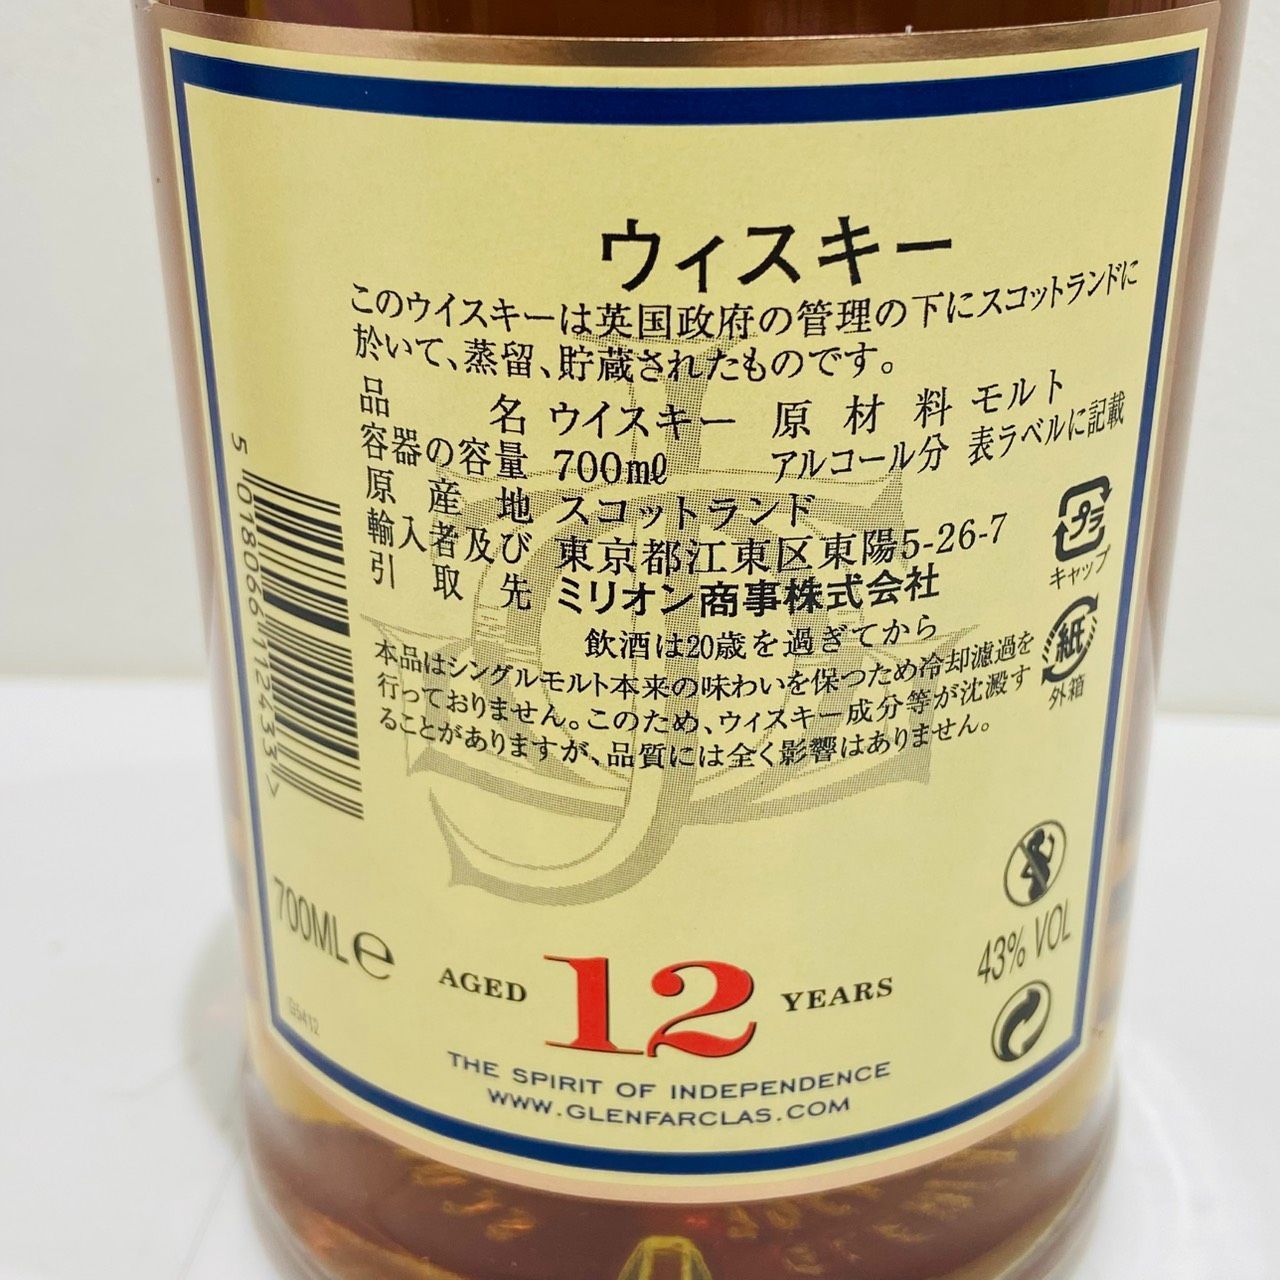 ウィスキー
このウイスキーは英国政府の管理の下にスコットランドに
於いて、蒸留、貯蔵されたものです。
品名 ウイスキー 原材料 モルト
容器の容量 700mℓ アルコール分 表ラベルに記載
原産地 スコットランド
輸入者及び 東京都江東区東陽5-26-7
引取先 ミリオン商事株式会社
飲酒は20歳を過ぎてから
本品はシングルモルト本来の味わいを保つため冷却濾過を
行っておりません。このため、ウィスキー成分等が沈澱す
ることがありますが、品質には全く影響はありません。
プラ
キャップ
紙
外箱
5 018066 112433 >
700ML ℮
43% VOL
G5412
AGED 12 YEARS
THE SPIRIT OF INDEPENDENCE
WWW.GLENFARCLAS.COM